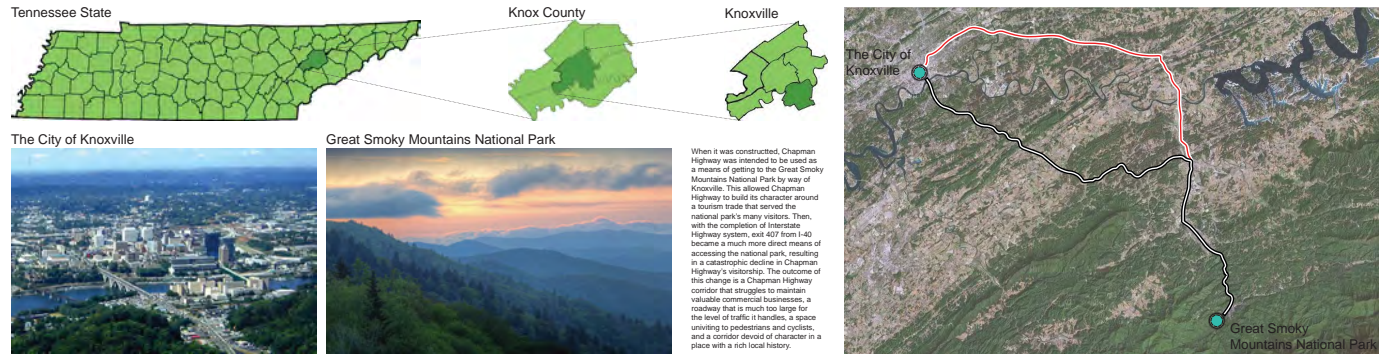 Tennessee State
Knox County
Knoxville
The City of Knoxville
Great Smoky Mountains National Park
When it was constructted, Chapman
Highway was intended to be used as
a means of getting to the Great Smoky
Mountains National Park by way of
Knoxville. This allowed Chapman
Highway to build its character around
a tourism trade that served the
national park's many visitors. Then,
with the completion of Interstate
Highway system, exit 407 from I-40
became a much more direct means of
accessing the national park, resulting
in a catastrophic decline in Chapman
Highway's visitorship. The outcome of
this change is a Chapman Highway
corridor that struggles to maintain
valuable commercial businesses, a
roadway that is much too large for
the level of traffic it handles, a space
univiting to pedestrians and cyclists,
and a corridor devoid of character in a
place with a rich local history.
The City of
Knoxville
Great Smoky
Mountains National Park